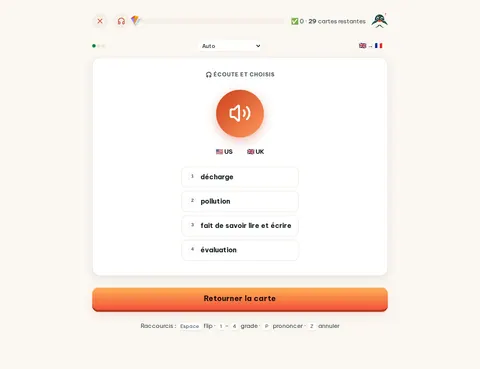 ✅ 0 · 29 cartes restantes
Auto
🇬🇧 → 🇫🇷
🎧 ÉCOUTE ET CHOISIS
🇺🇸 US 🇬🇧 UK
1 décharge
2 pollution
3 fait de savoir lire et écrire
4 évaluation
Retourner la carte
Raccourcis : Espace flip · 1 – 4 grade · P prononcer · Z annuler